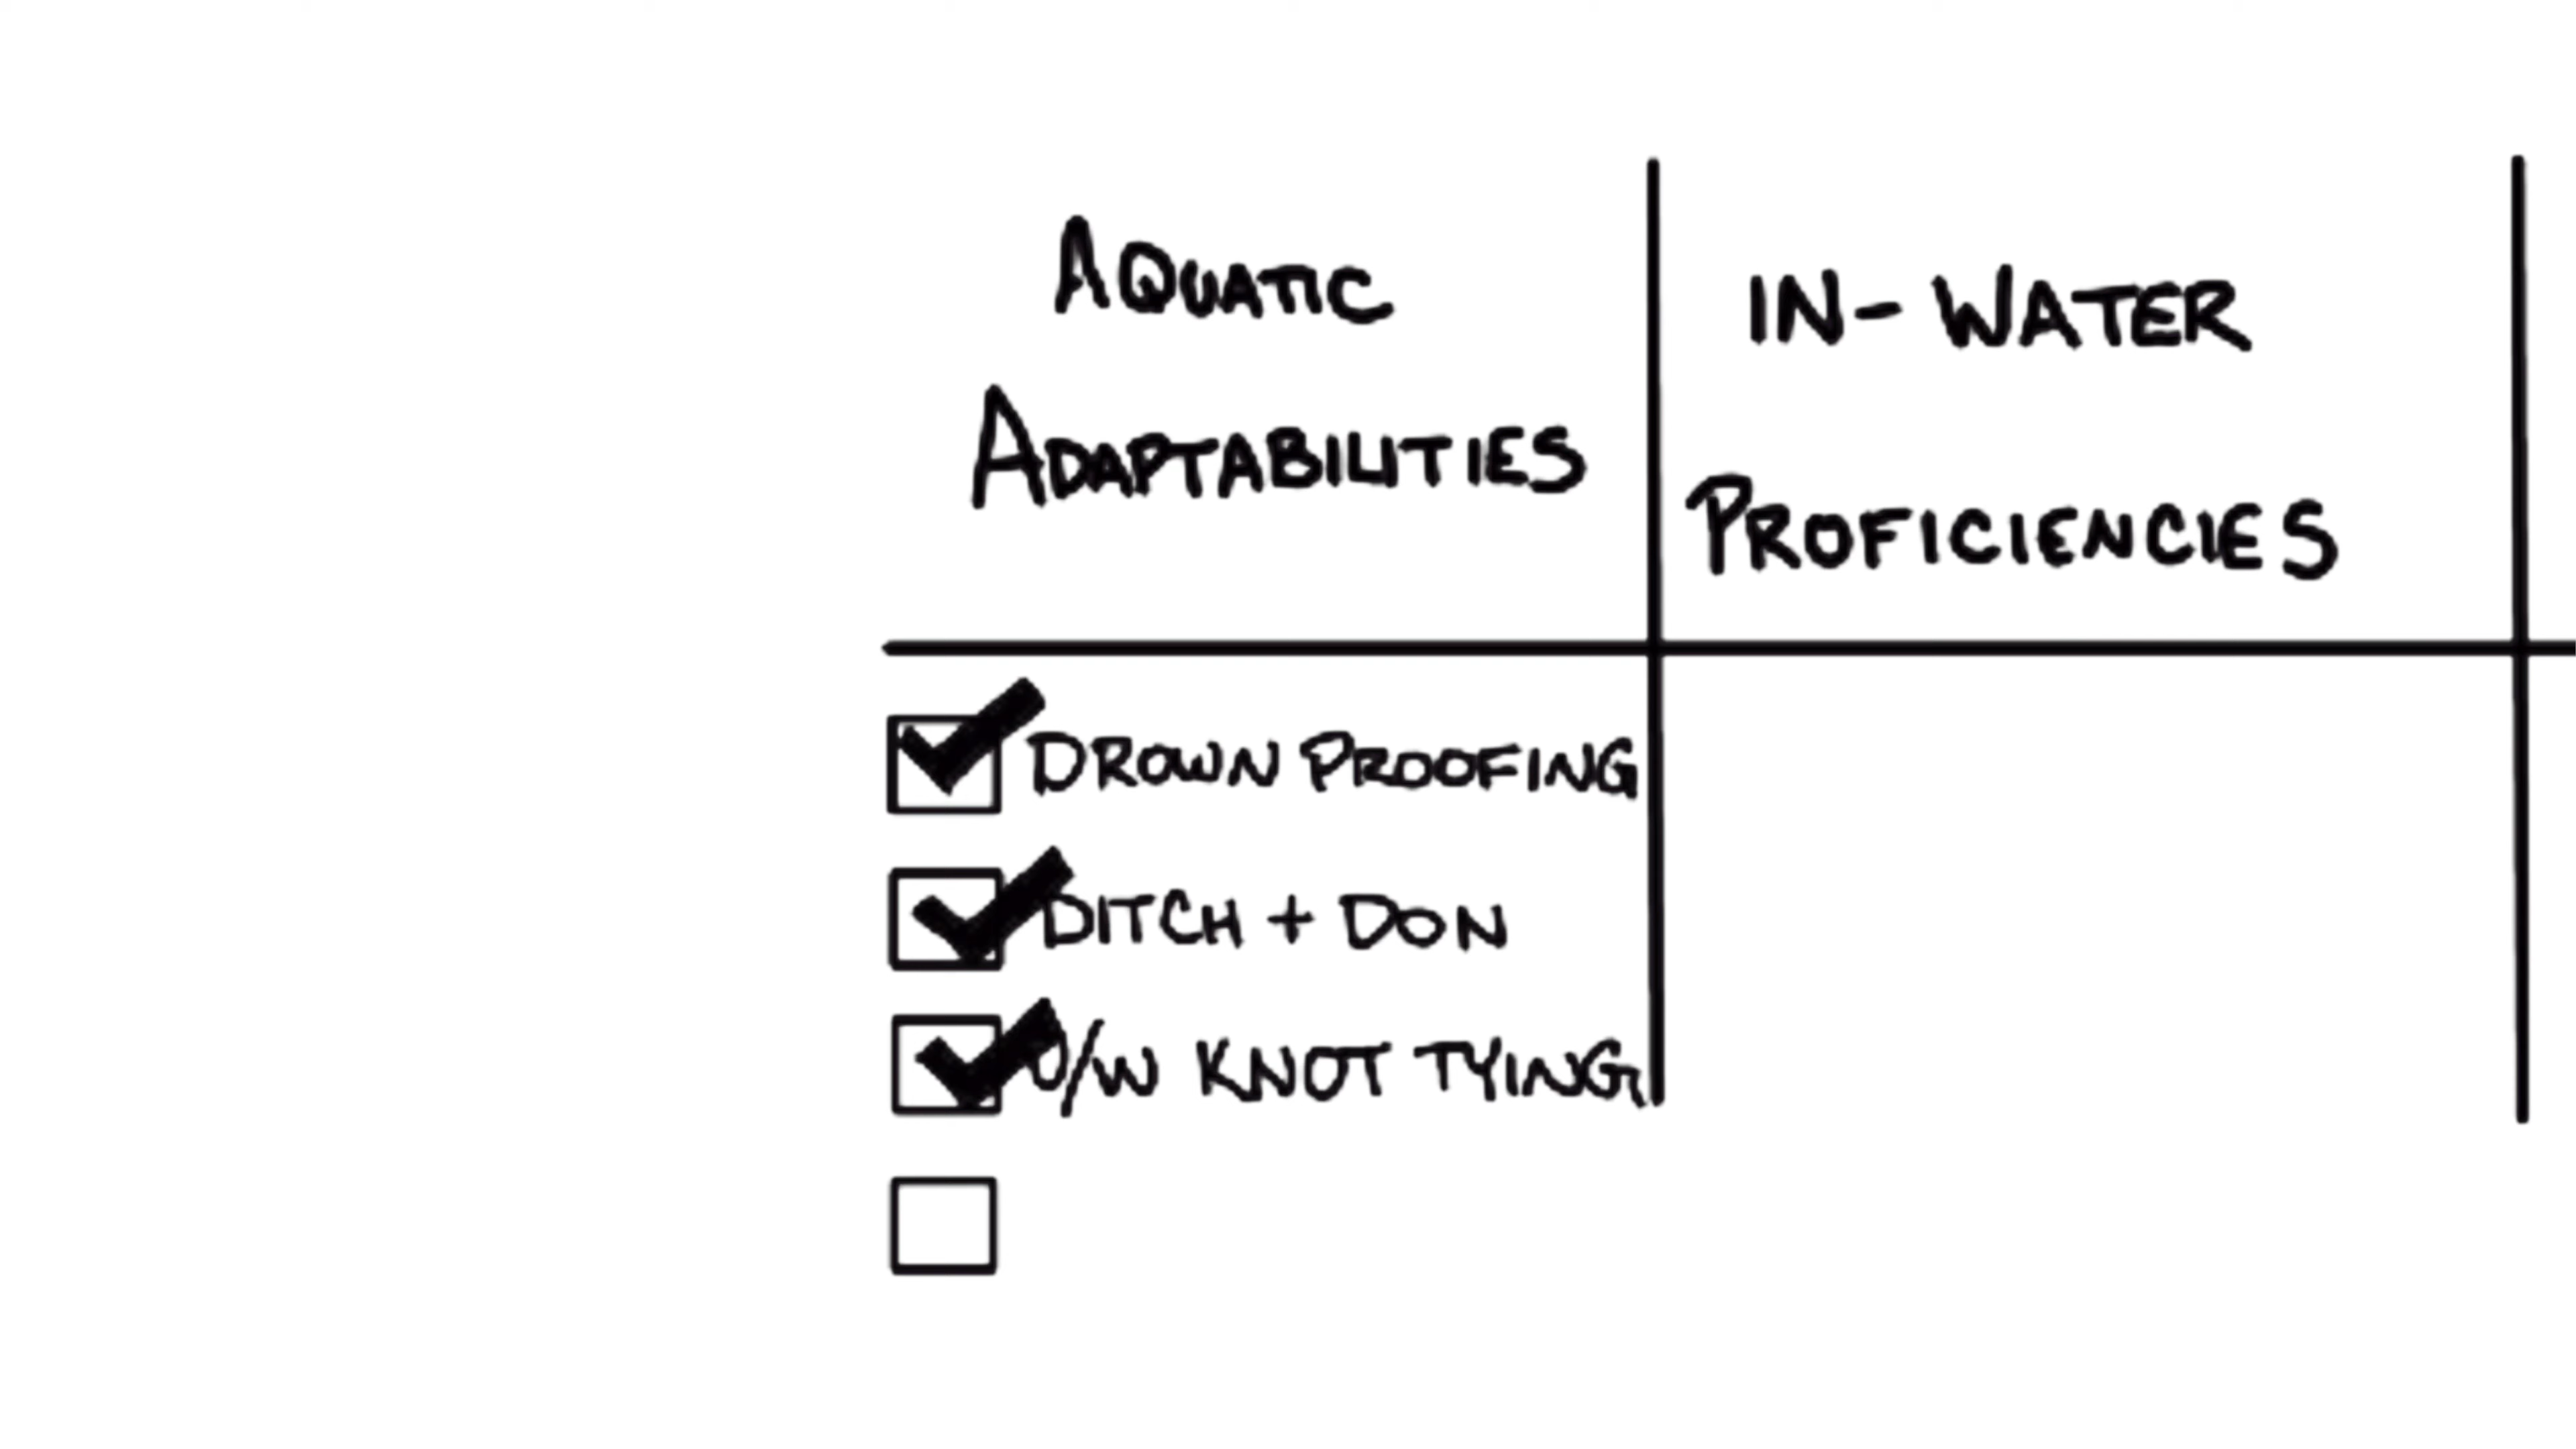 AQUATIC
ADAPTABILITIES
IN-WATER
PROFICIENCIES
DROWN PROOFING
DITCH + DON
U/W KNOT TYING